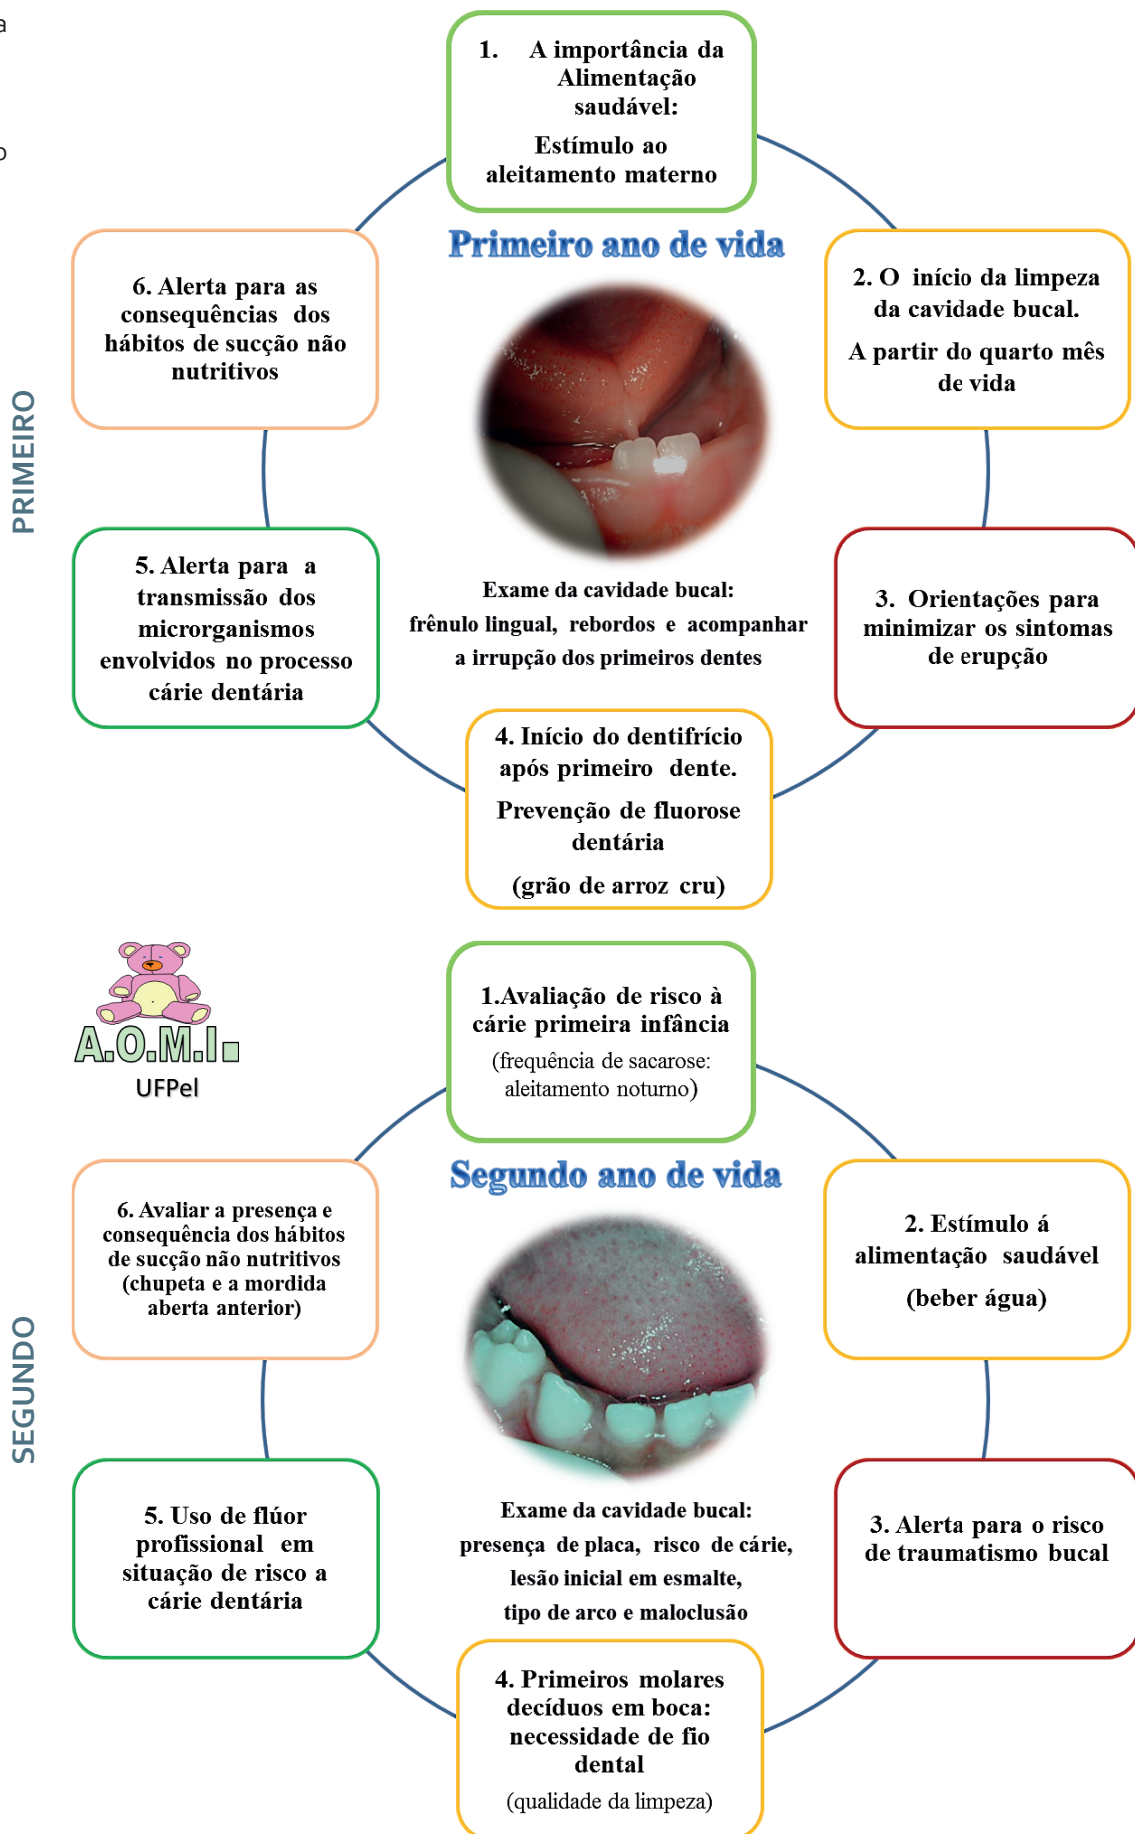 a
o
PRIMEIRO
1. A importância da
Alimentação
saudável:
Estímulo ao
aleitamento materno
Primeiro ano de vida
2. O início da limpeza
da cavidade bucal.
A partir do quarto mês
de vida
3. Orientações para
minimizar os sintomas
de erupção
4. Início do dentifrício
após primeiro dente.
Prevenção de fluorose
dentária
(grão de arroz cru)
5. Alerta para a
transmissão dos
microrganismos
envolvidos no processo
cárie dentária
6. Alerta para as
consequências dos
hábitos de sucção não
nutritivos
Exame da cavidade bucal:
frênulo lingual, rebordos e acompanhar
a irrupção dos primeiros dentes
A.O.M.I.
UFPel
SEGUNDO
1.Avaliação de risco à
cárie primeira infância
(frequência de sacarose:
aleitamento noturno)
Segundo ano de vida
2. Estímulo á
alimentação saudável
(beber água)
3. Alerta para o risco
de traumatismo bucal
4. Primeiros molares
decíduos em boca:
necessidade de fio
dental
(qualidade da limpeza)
5. Uso de flúor
profissional em
situação de risco a
cárie dentária
6. Avaliar a presença e
consequência dos hábitos
de sucção não nutritivos
(chupeta e a mordida
aberta anterior)
Exame da cavidade bucal:
presença de placa, risco de cárie,
lesão inicial em esmalte,
tipo de arco e maloclusão